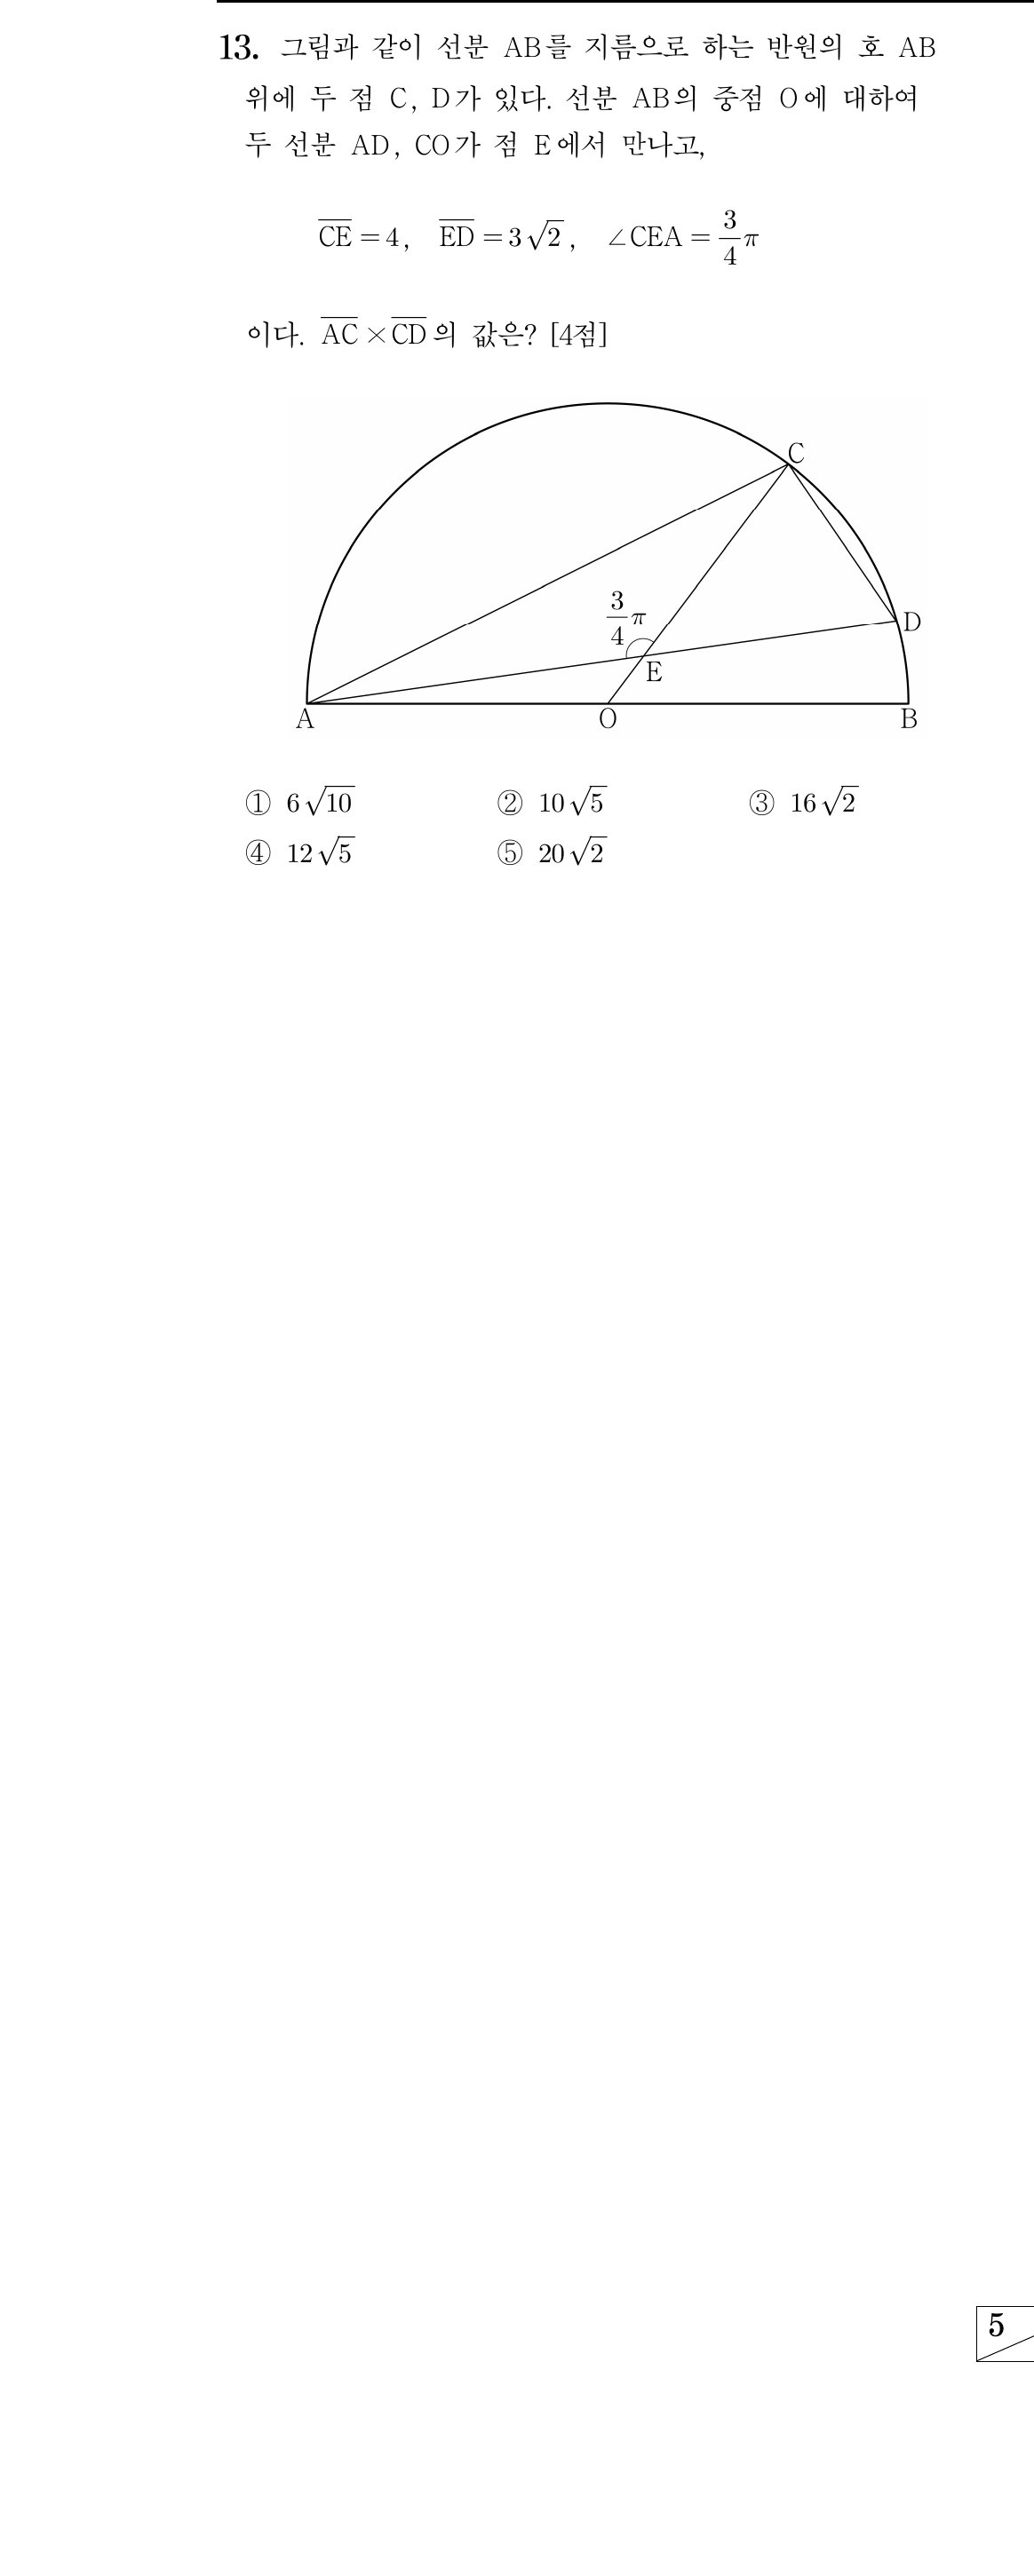 13. 그림과 같이 선분 AB를 지름으로 하는 반원의 호 AB
위에 두 점 C, D가 있다. 선분 AB의 중점 O에 대하여
두 선분 AD, CO가 점 E에서 만나고,
$\overline{CE}=4$, $\overline{ED}=3\sqrt{2}$, ∠CEA=$\frac{3}{4}\pi$
이다. $\overline{AC}\times\overline{CD}$의 값은? [4점]
C
$\frac{3}{4}\pi$
D
E
A O B
① $6\sqrt{10}$ ② $10\sqrt{5}$ ③ $16\sqrt{2}$
④ $12\sqrt{5}$ ⑤ $20\sqrt{2}$
5